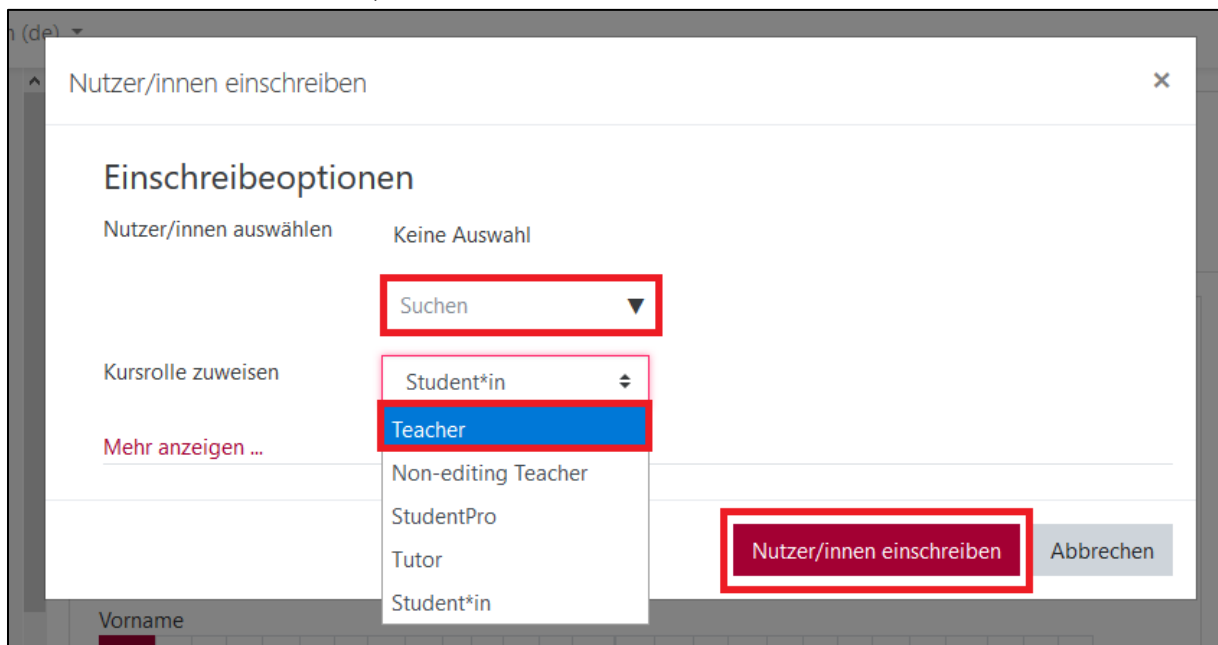 n (de)
Nutzer/innen einschreiben ×
Einschreibeoptionen
Nutzer/innen auswählen Keine Auswahl
Suchen ▼
Kursrolle zuweisen Student*in
Teacher
Mehr anzeigen ...
Non-editing Teacher
StudentPro
Nutzer/innen einschreiben Abbrechen
Tutor
Student*in
Vorname